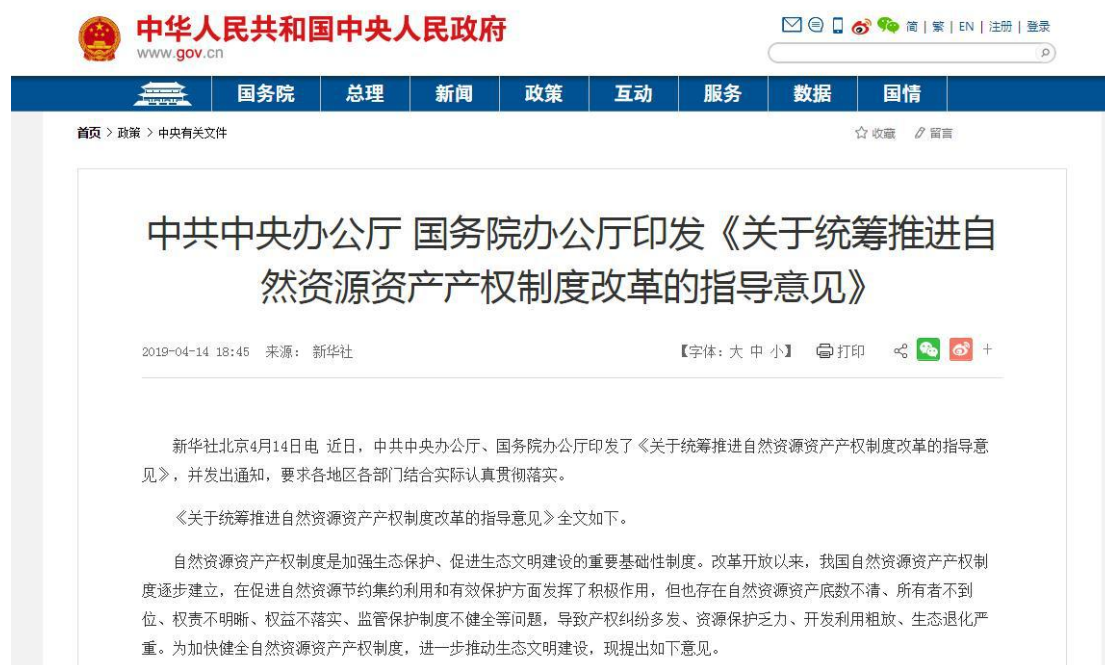 中华人民共和国中央人民政府
www.gov.cn
简 | 繁 | EN | 注册 | 登录
国务院 总理 新闻 政策 互动 服务 数据 国情
首页 > 政策 > 中央有关文件
收藏 留言
中共中央办公厅 国务院办公厅印发《关于统筹推进自
然资源资产产权制度改革的指导意见》
2019-04-14 18:45 来源： 新华社
【字体：大 中 小】 打印 +
新华社北京4月14日电 近日，中共中央办公厅、国务院办公厅印发了《关于统筹推进自然资源资产产权制度改革的指导意
见》，并发出通知，要求各地区各部门结合实际认真贯彻落实。
《关于统筹推进自然资源资产产权制度改革的指导意见》全文如下。
自然资源资产产权制度是加强生态保护、促进生态文明建设的重要基础性制度。改革开放以来，我国自然资源资产产权制
度逐步建立，在促进自然资源节约集约利用和有效保护方面发挥了积极作用，但也存在自然资源资产底数不清、所有者不到
位、权责不明晰、权益不落实、监管保护制度不健全等问题，导致产权纠纷多发、资源保护乏力、开发利用粗放、生态退化严
重。为加快健全自然资源资产产权制度，进一步推动生态文明建设，现提出如下意见。